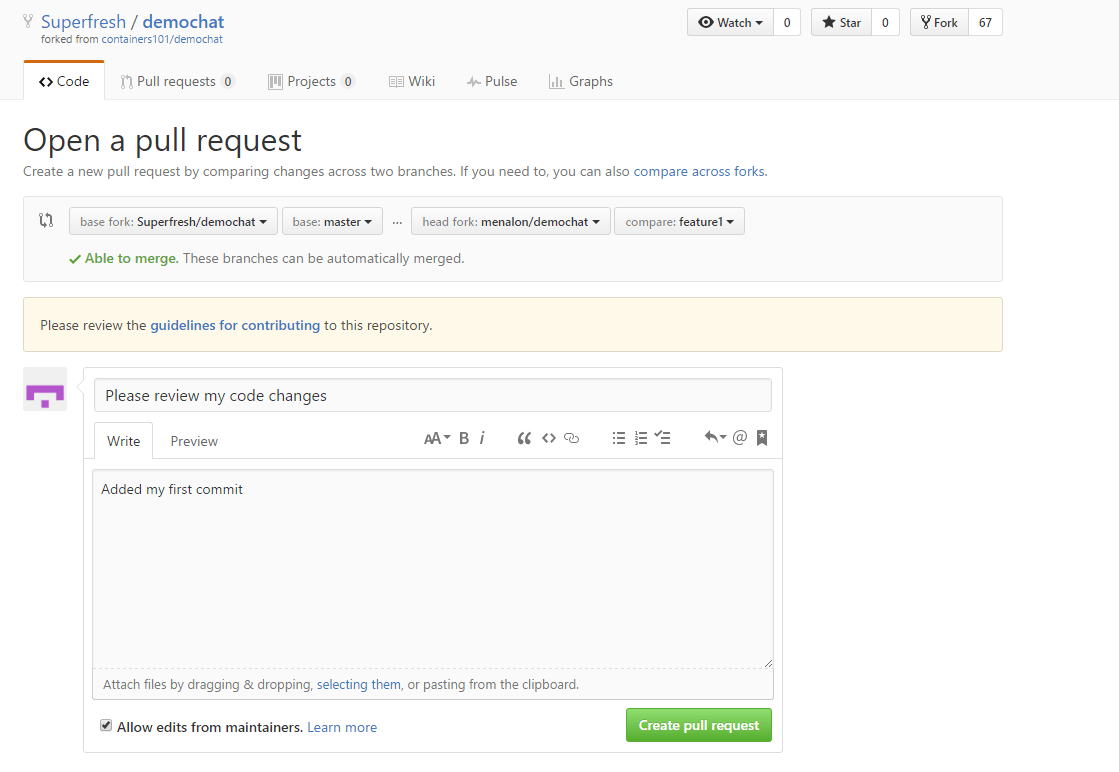 Superfresh / demochat
Watch 0 Star 0 Fork 67
forked from containers101/demochat
Code Pull requests 0 Projects 0 Wiki Pulse Graphs
Open a pull request
Create a new pull request by comparing changes across two branches. If you need to, you can also compare across forks.
base fork: Superfresh/demochat base: master ... head fork: menalon/demochat compare: feature1
Able to merge. These branches can be automatically merged.
Please review the guidelines for contributing to this repository.
Please review my code changes
Write Preview AA B i @
Added my first commit
Attach files by dragging & dropping, selecting them, or pasting from the clipboard.
Allow edits from maintainers. Learn more Create pull request